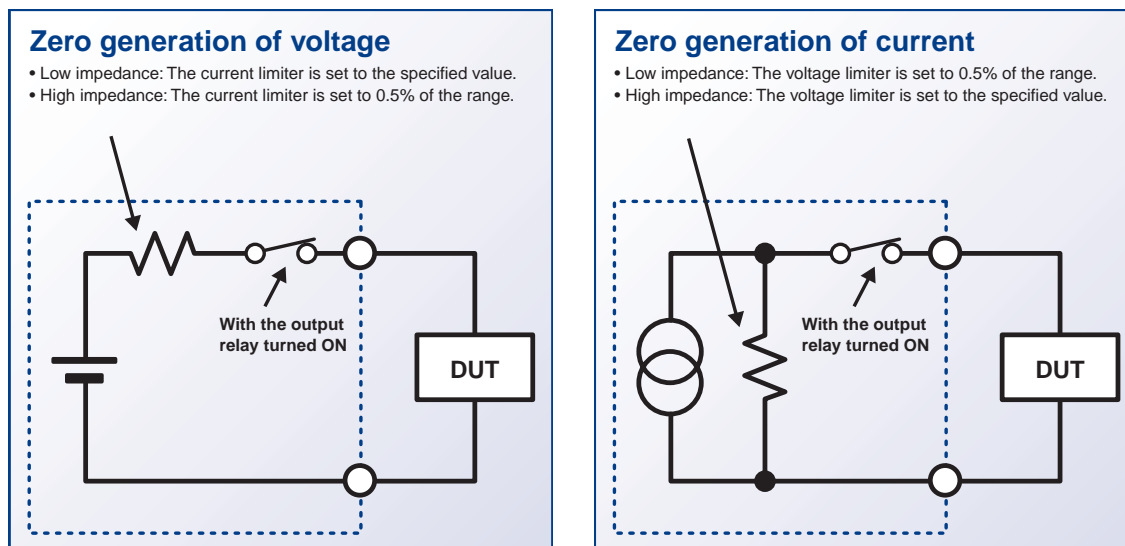 Zero generation of voltage
• Low impedance: The current limiter is set to the specified value.
• High impedance: The current limiter is set to 0.5% of the range.
With the output
relay turned ON
DUT
Zero generation of current
• Low impedance: The voltage limiter is set to 0.5% of the range.
• High impedance: The voltage limiter is set to the specified value.
With the output
relay turned ON
DUT